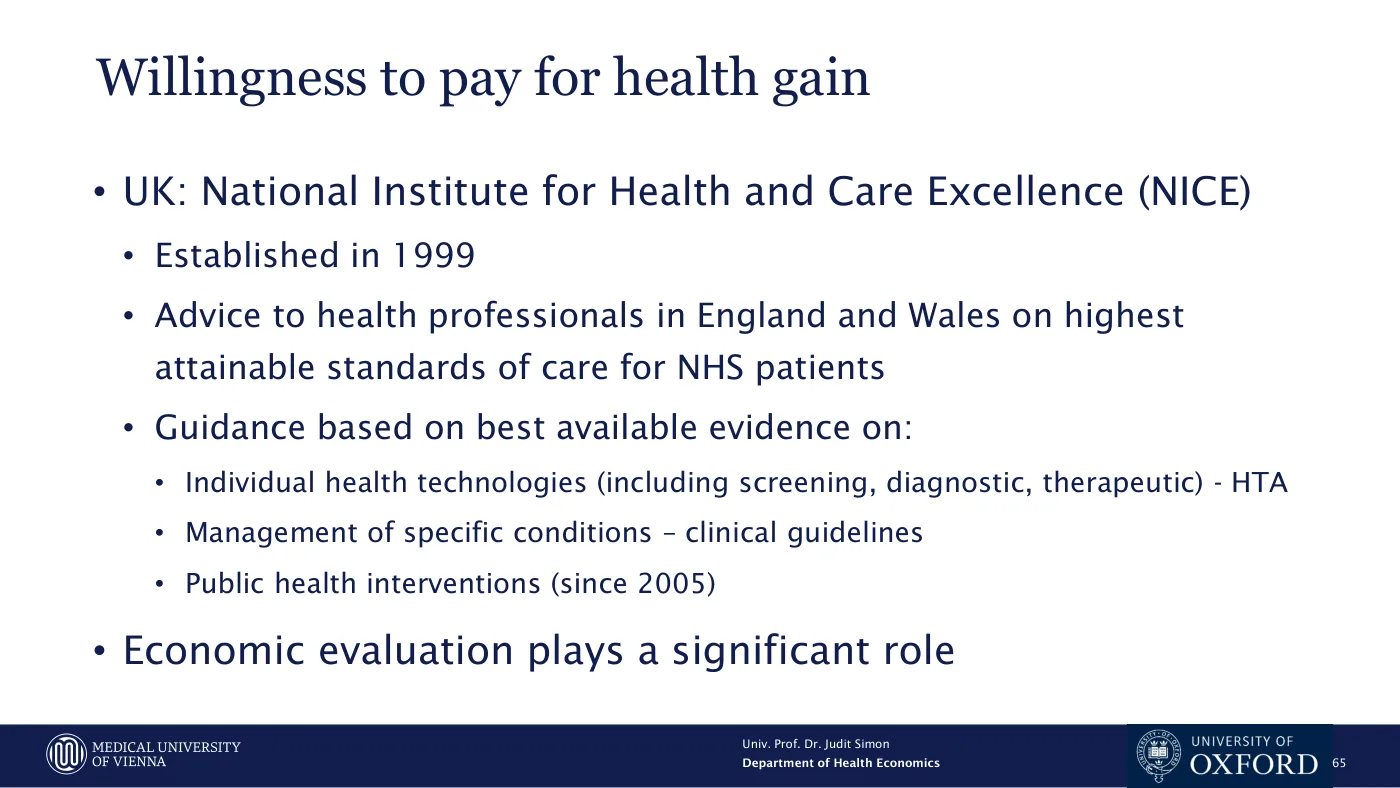 Willingness to pay for health gain
• UK: National Institute for Health and Care Excellence (NICE)
• Established in 1999
• Advice to health professionals in England and Wales on highest
attainable standards of care for NHS patients
• Guidance based on best available evidence on:
• Individual health technologies (including screening, diagnostic, therapeutic) - HTA
• Management of specific conditions – clinical guidelines
• Public health interventions (since 2005)
• Economic evaluation plays a significant role
MEDICAL UNIVERSITY
OF VIENNA
Univ. Prof. Dr. Judit Simon
Department of Health Economics
UNIVERSITY OF
OXFORD
65